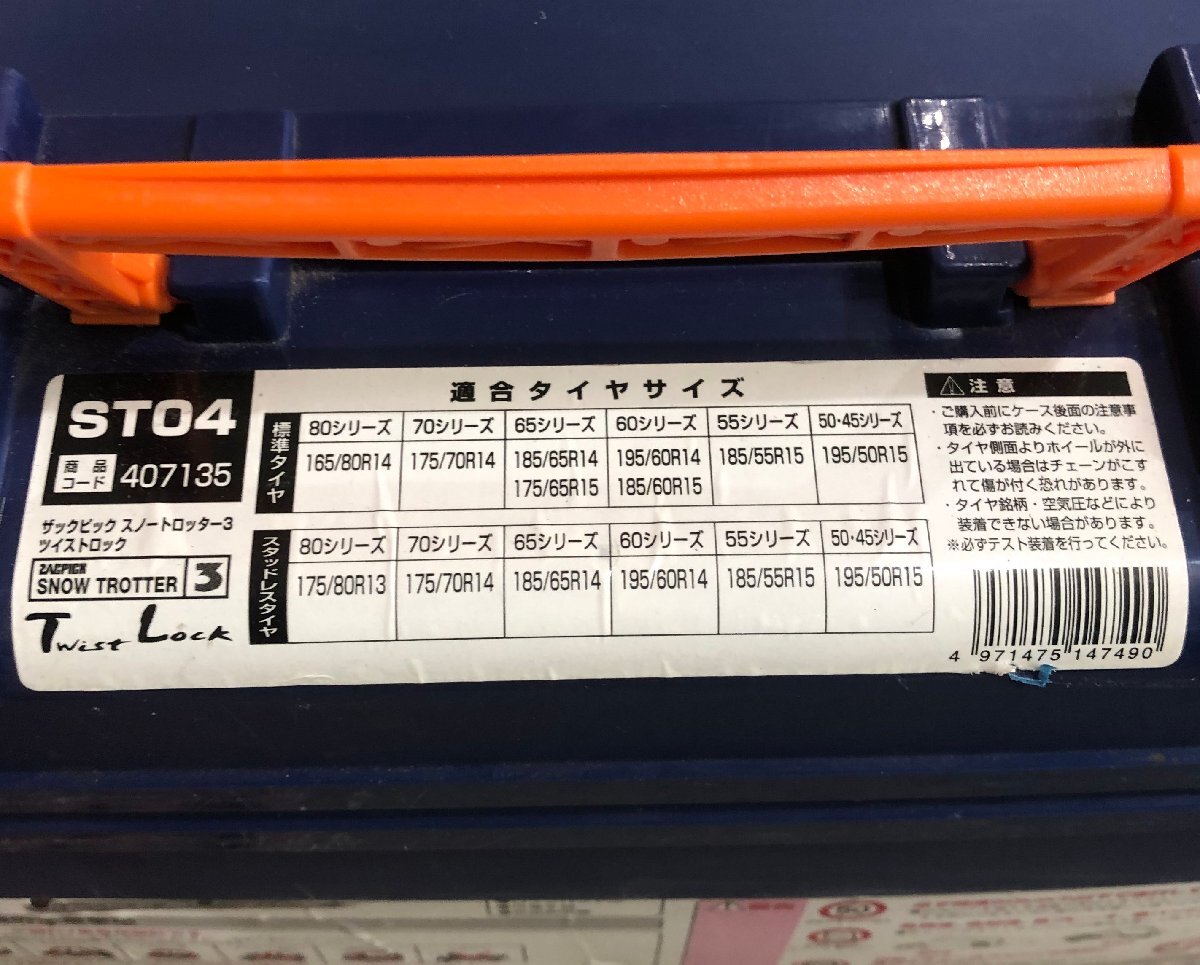 ST04
商品コード 407135
ザックピック スノートロッター3
ツイストロック
ZACPICK
SNOW TROTTER 3
Twist Lock
適合タイヤサイズ
標準タイヤ
80シリーズ 70シリーズ 65シリーズ 60シリーズ 55シリーズ 50・45シリーズ
165/80R14 175/70R14 185/65R14 195/60R14 185/55R15 195/50R15
175/65R15 185/60R15
スタッドレスタイヤ
80シリーズ 70シリーズ 65シリーズ 60シリーズ 55シリーズ 50・45シリーズ
175/80R13 175/70R14 185/65R14 195/60R14 185/55R15 195/50R15
注意
・ご購入前にケース後面の注意事
項を必ずお読みください。
・タイヤ側面よりホイールが外に
出ている場合はチェーンがこす
れて傷が付く恐れがあります。
・タイヤ銘柄・空気圧などにより
装着できない場合があります。
※必ずテスト装着を行ってください。
4 971475 147490